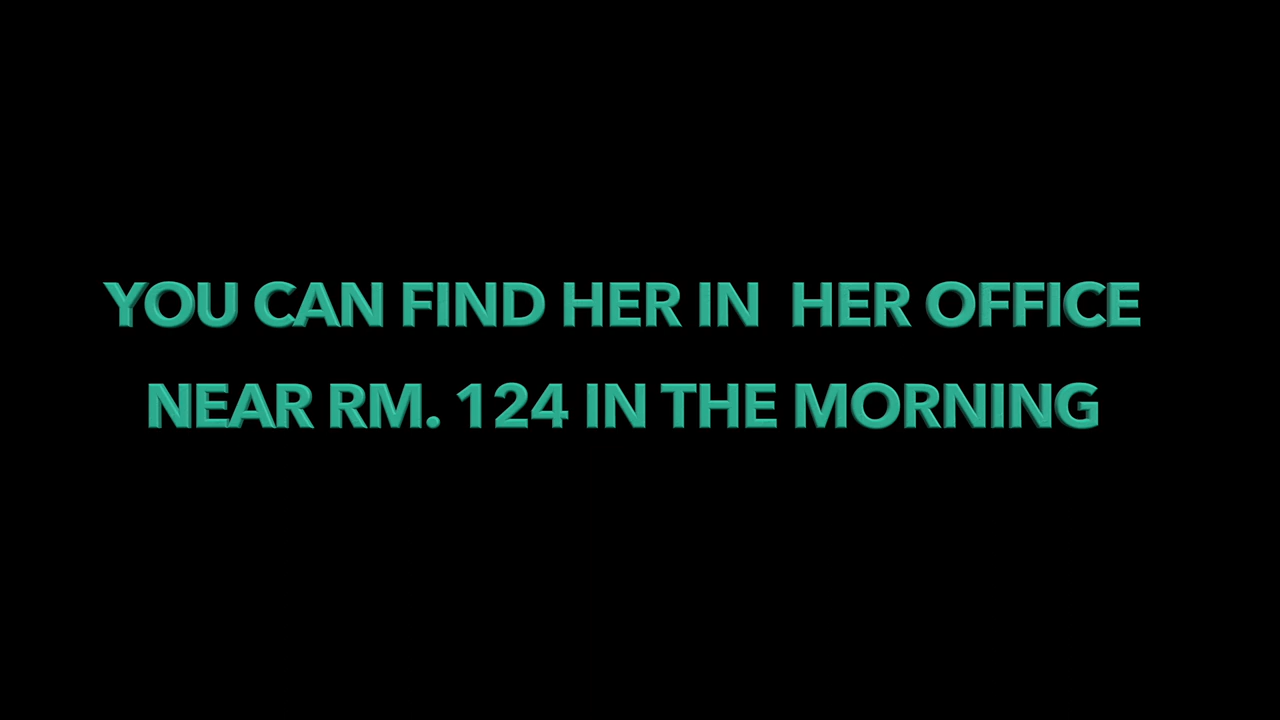 YOU CAN FIND HER IN  HER OFFICE
NEAR RM. 124 IN THE MORNING